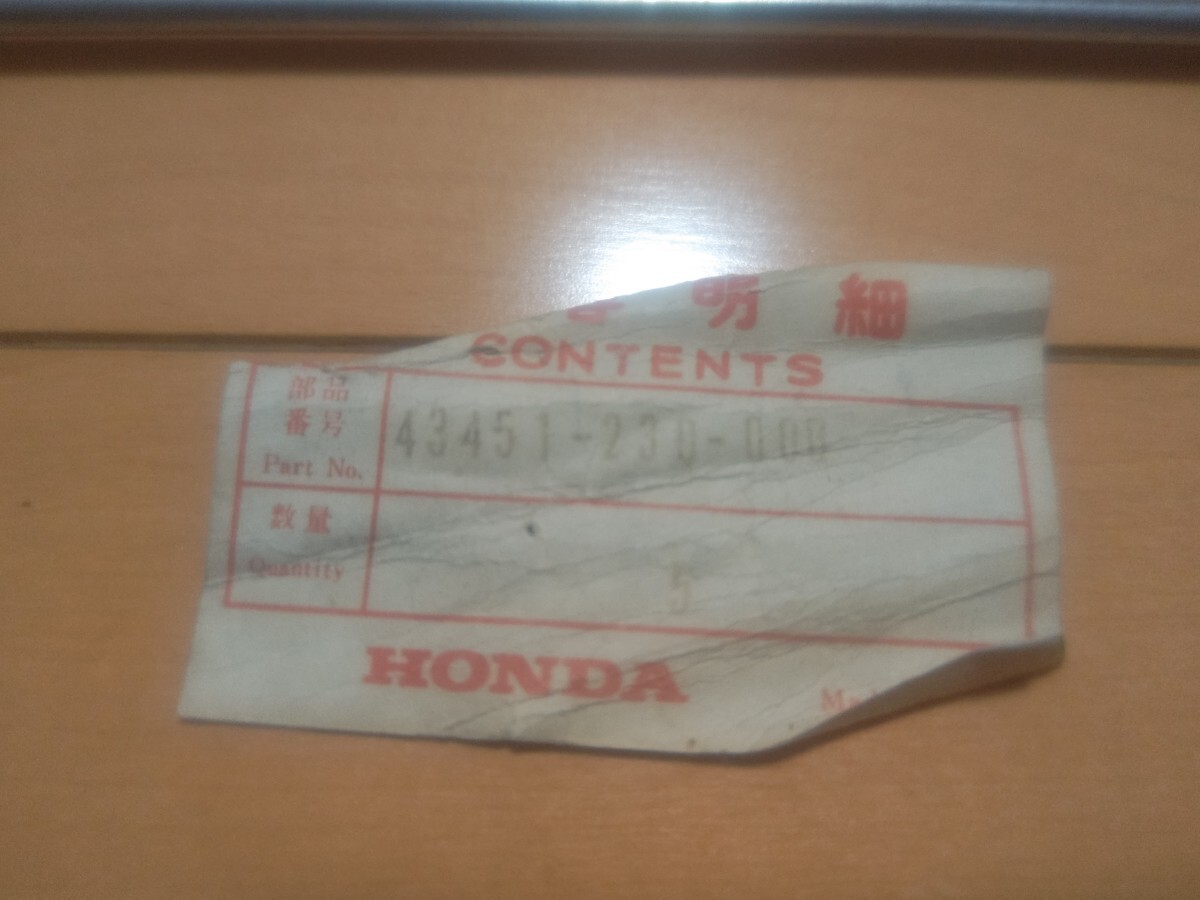 明細
CONTENTS
部品
番号
Part No.
43451-230-000
数量
Quantity
5
HONDA